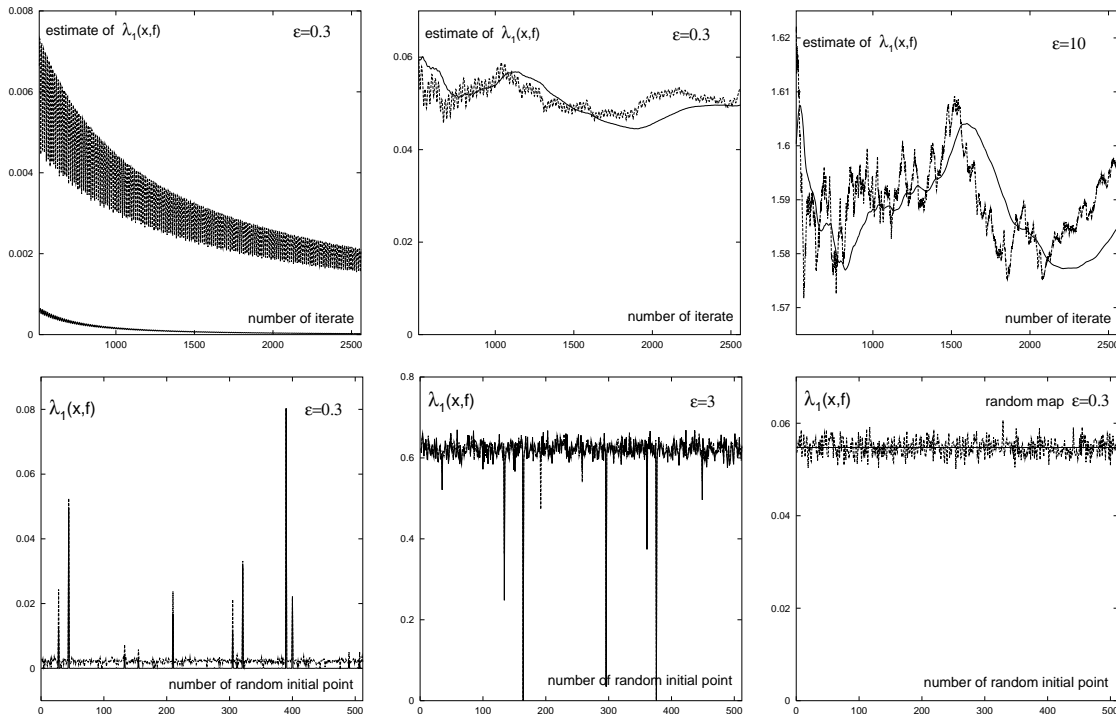 0.008
estimate of λ₁(x,f) ε=0.3
0.006
0.004
0.002
number of iterate
0
1000 1500 2000 2500
estimate of λ₁(x,f) ε=0.3
0.06
0.04
0.02
number of iterate
0
1000 1500 2000 2500
1.62
estimate of λ₁(x,f) ε=10
1.61
1.6
1.59
1.58
1.57
number of iterate
1000 1500 2000 2500
λ₁(x,f) ε=0.3
0.08
0.06
0.04
0.02
0
number of random initial point
0 100 200 300 400 500
0.8
λ₁(x,f) ε=3
0.6
0.4
0.2
number of random initial point
0
0 100 200 300 400 500
λ₁(x,f) random map ε=0.3
0.06
0.04
0.02
number of random initial point
0
0 100 200 300 400 500